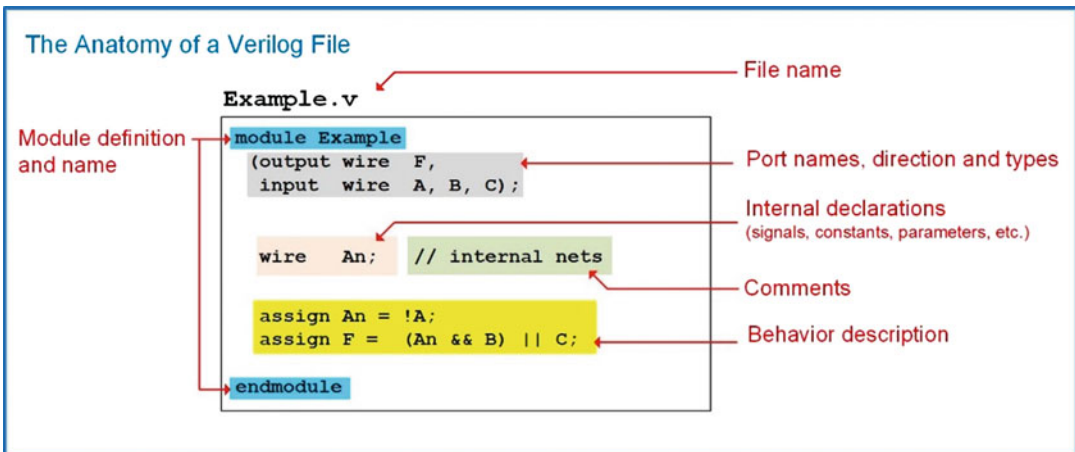 The Anatomy of a Verilog File
File name
Example.v
Module definition
and name
module Example
(output wire F,
input wire A, B, C);
Port names, direction and types
Internal declarations
(signals, constants, parameters, etc.)
wire An; // internal nets
Comments
assign An = !A;
assign F = (An && B) || C;
Behavior description
endmodule